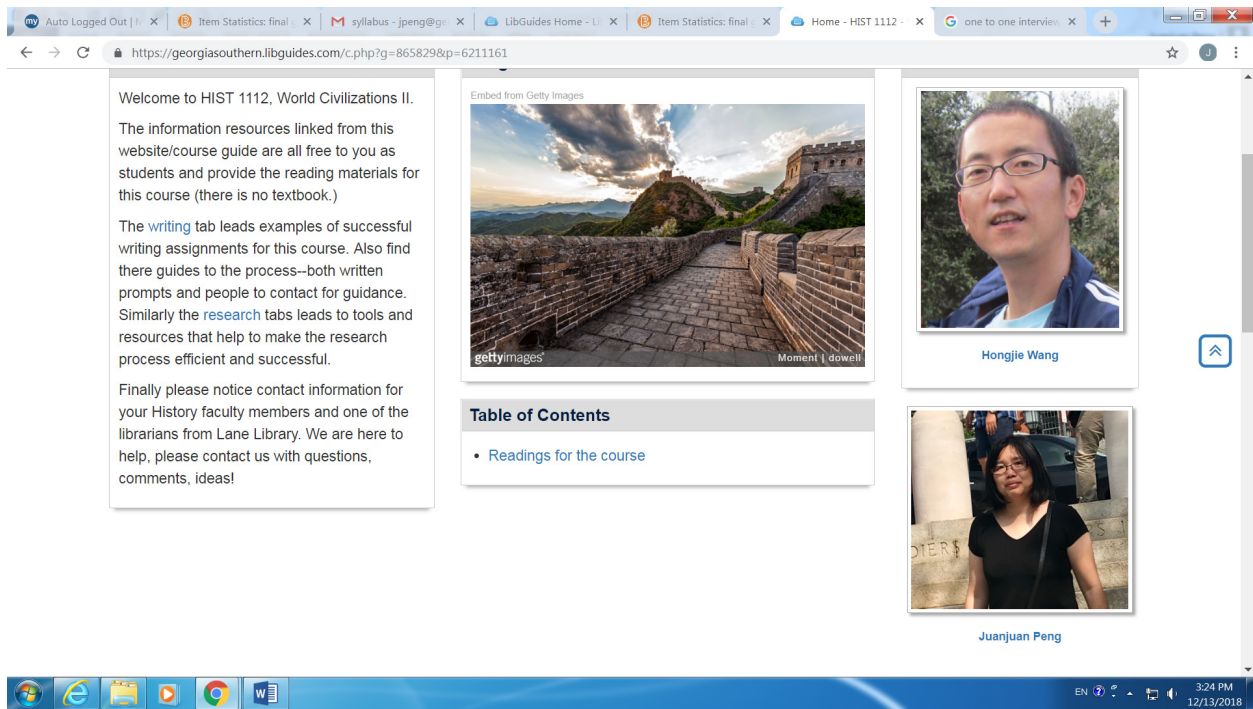 Auto Logged Out | N
Item Statistics: final e
syllabus - jpeng@ge
LibGuides Home - Li
Item Statistics: final e
Home - HIST 1112 -
one to one interview
https://georgiasouthern.libguides.com/c.php?g=865829&p=6211161
Welcome to HIST 1112, World Civilizations II.
The information resources linked from this
website/course guide are all free to you as
students and provide the reading materials for
this course (there is no textbook.)
The writing tab leads examples of successful
writing assignments for this course. Also find
there guides to the process--both written
prompts and people to contact for guidance.
Similarly the research tabs leads to tools and
resources that help to make the research
process efficient and successful.
Finally please notice contact information for
your History faculty members and one of the
librarians from Lane Library. We are here to
help, please contact us with questions,
comments, ideas!
Embed from Getty Images
gettyimages®
Moment | dowell
Table of Contents
• Readings for the course
Hongjie Wang
DIERS
Juanjuan Peng
EN
3:24 PM
12/13/2018